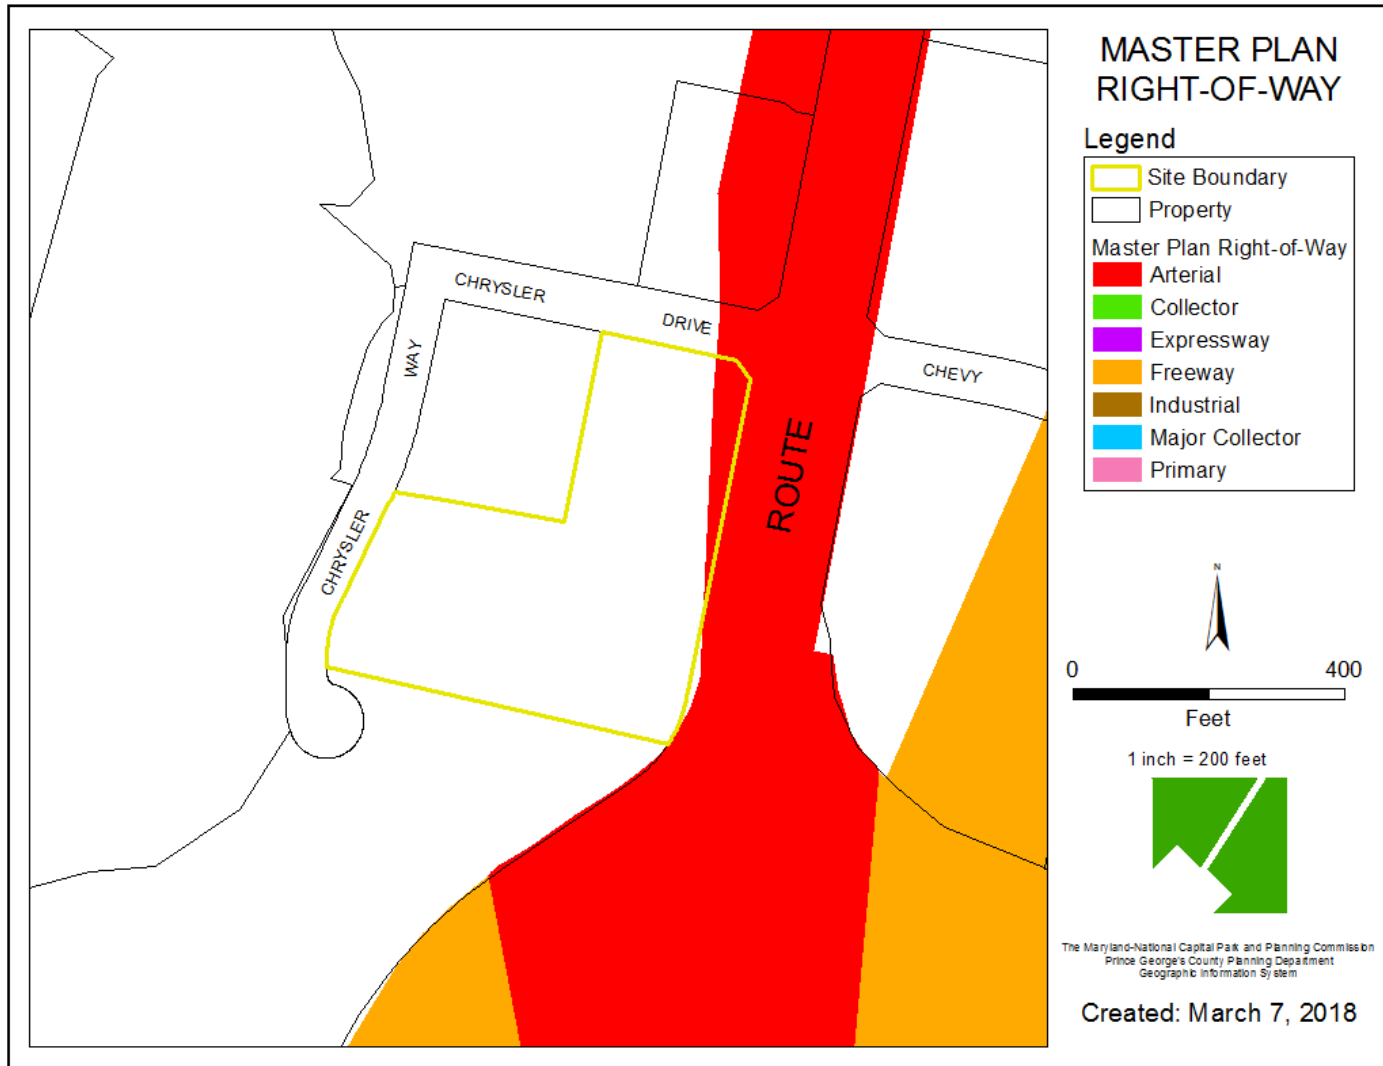 MASTER PLAN
RIGHT-OF-WAY
Legend
Site Boundary
Property
Master Plan Right-of-Way
Arterial
Collector
Expressway
Freeway
Industrial
Major Collector
Primary
CHRYSLER
DRIVE
WAY
CHEVY
ROUTE
CHRYSLER
N
0 400
Feet
1 inch = 200 feet
The Maryland-National Capital Park and Planning Commission
Prince George's County Planning Department
Geographic Information System
Created: March 7, 2018